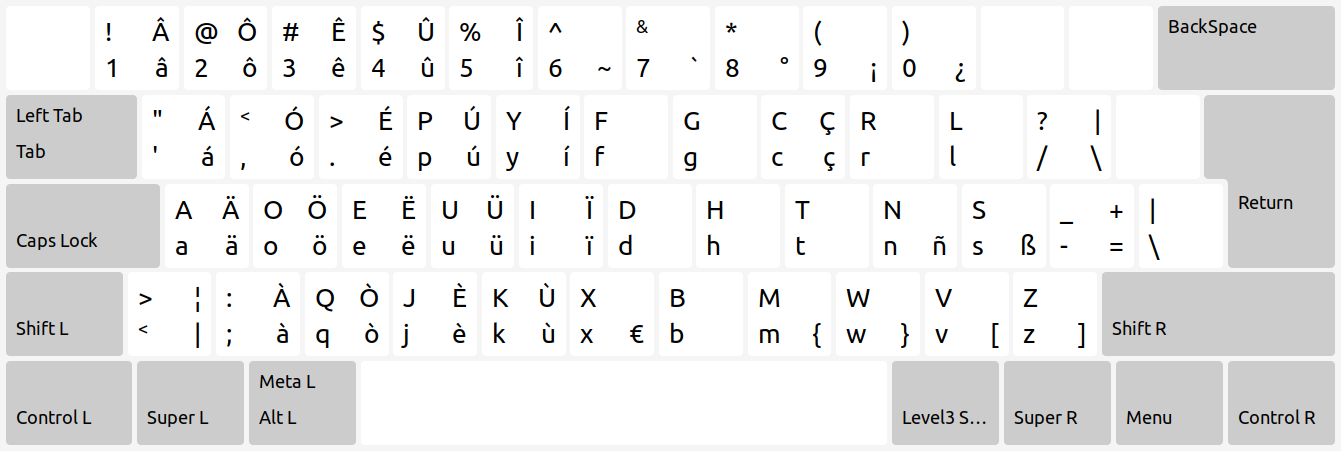 ! Â @ Ô # Ê $ Û % Î ^ & * ( ) BackSpace
1 â 2 ô 3 ê 4 û 5 î 6 ~ 7 ` 8 ° 9 ¡ 0 ¿
Left Tab " Á < Ó > É P Ú Y Í F G C Ç R L ? |
Tab ' á , ó . é p ú y í f g c ç r l / \
A Ä O Ö E Ë U Ü I Ï D H T N S _ + | Return
Caps Lock a ä o ö e ë u ü i ï d h t n ñ s ß - = \
> ¦ : À Q Ò J È K Ù X B M W V Z
Shift L < | ; à q ò j è k ù x € b m { w } v [ z ] Shift R
Meta L
Control L Super L Alt L Level3 S... Super R Menu Control R